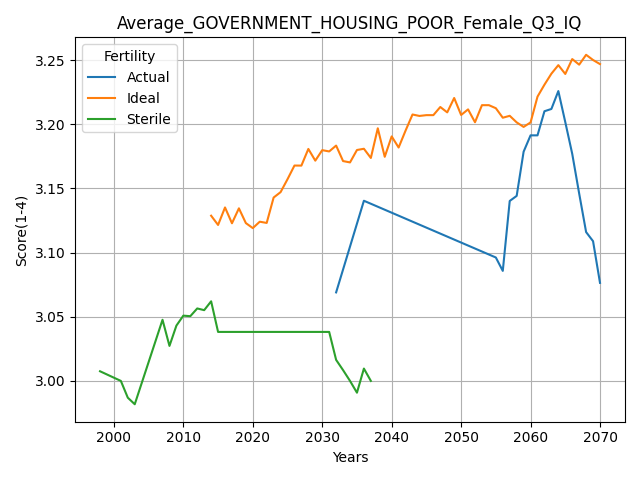 Average_GOVERNMENT_HOUSING_POOR_Female_Q3_IQ
Fertility
Actual
Ideal
Sterile
Score(1-4)
3.25
3.20
3.15
3.10
3.05
3.00
2000 2010 2020 2030 2040 2050 2060 2070
Years